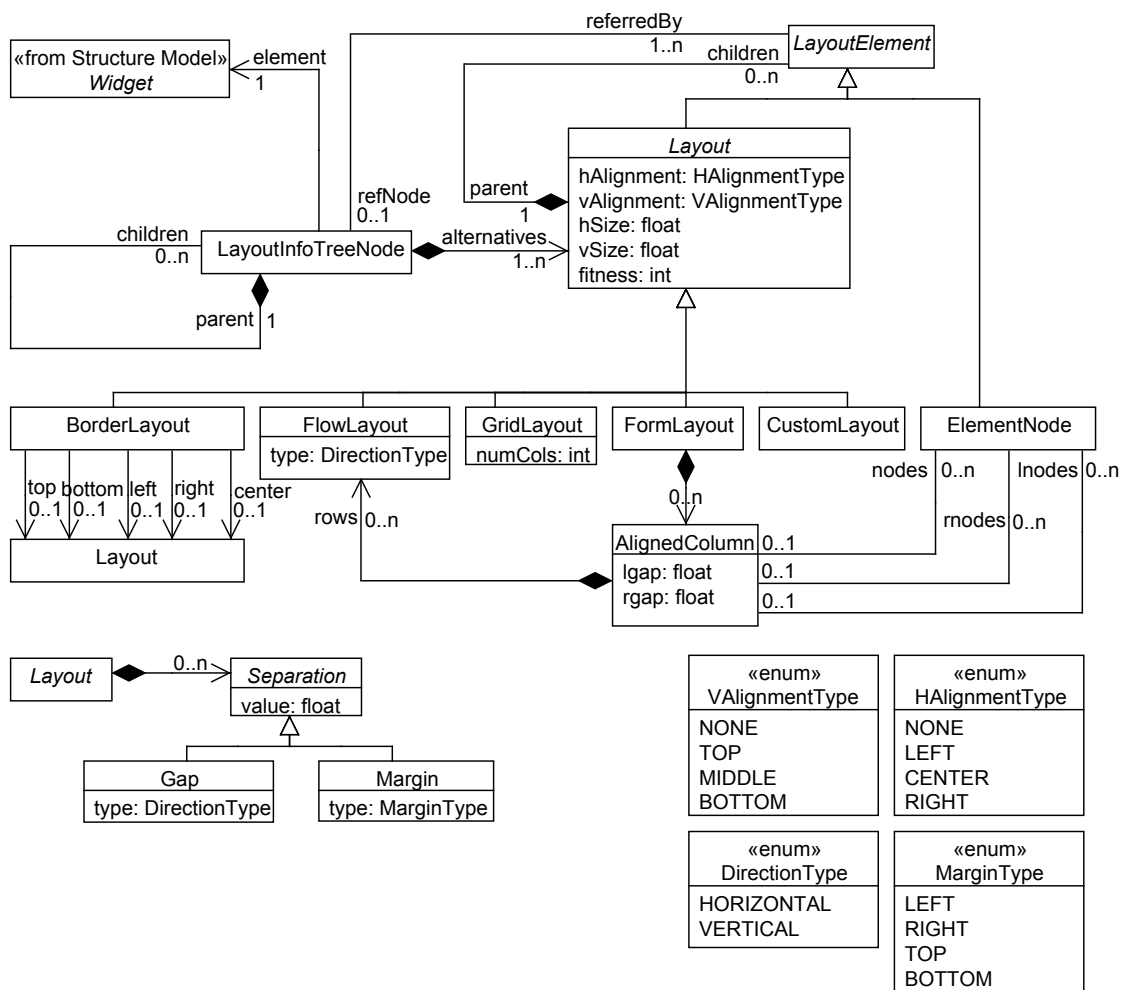 referredBy
1..n
LayoutElement
children
0..n
«from Structure Model»
Widget
element
1
Layout
hAlignment: HAlignmentType
vAlignment: VAlignmentType
hSize: float
vSize: float
fitness: int
parent
1
refNode
0..1
children
0..n
LayoutInfoTreeNode
alternatives
1..n
parent
1
BorderLayout
FlowLayout
type: DirectionType
GridLayout
numCols: int
FormLayout
CustomLayout
ElementNode
top
0..1
bottom
0..1
left
0..1
right
0..1
center
0..1
Layout
rows
0..n
0..n
nodes
0..n
lnodes
0..n
rnodes
0..n
AlignedColumn
lgap: float
rgap: float
0..1
0..1
0..1
Layout
0..n
Separation
value: float
Gap
type: DirectionType
Margin
type: MarginType
«enum»
VAlignmentType
NONE
TOP
MIDDLE
BOTTOM
«enum»
HAlignmentType
NONE
LEFT
CENTER
RIGHT
«enum»
DirectionType
HORIZONTAL
VERTICAL
«enum»
MarginType
LEFT
RIGHT
TOP
BOTTOM